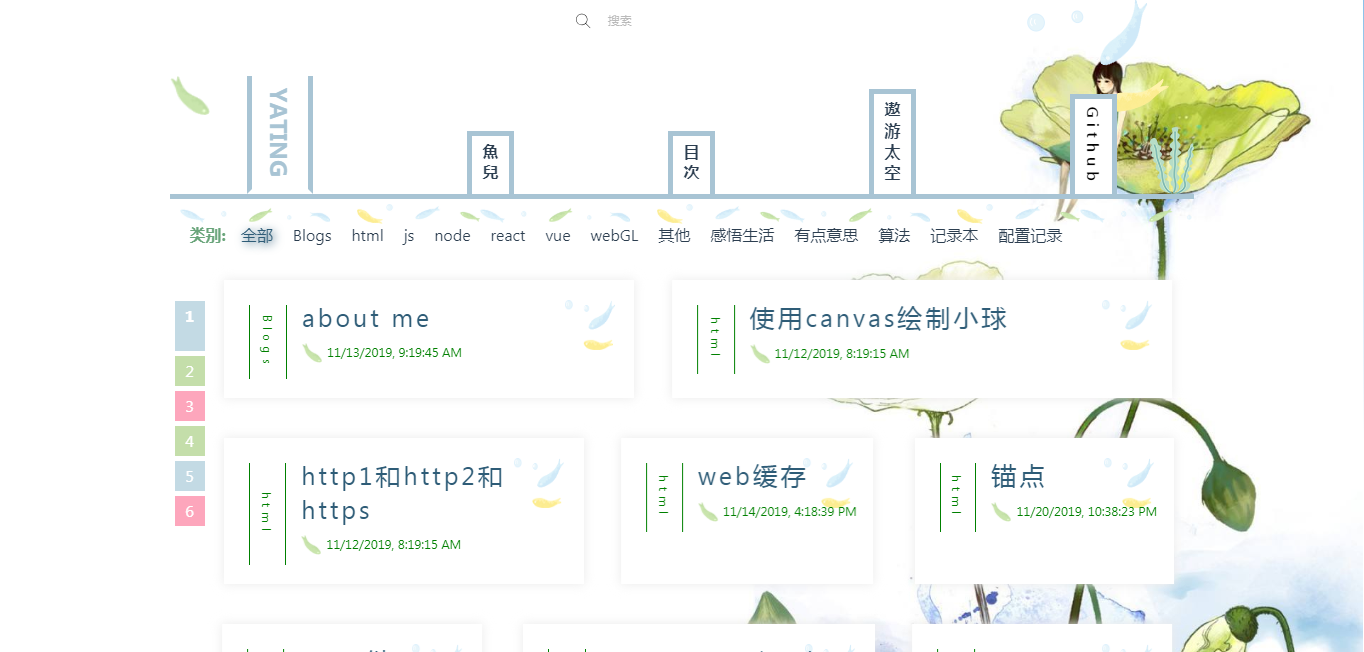 搜索
YATING
魚兒
目次
遨游太空
Github
类别: 全部 Blogs html js node react vue webGL 其他 感悟生活 有点意思 算法 记录本 配置记录
1
2
3
4
5
6
Blogs
about me
11/13/2019, 9:19:45 AM
html
使用canvas绘制小球
11/12/2019, 8:19:15 AM
html
http1和http2和
https
11/12/2019, 8:19:15 AM
html
web缓存
11/14/2019, 4:18:39 PM
html
锚点
11/20/2019, 10:38:23 PM